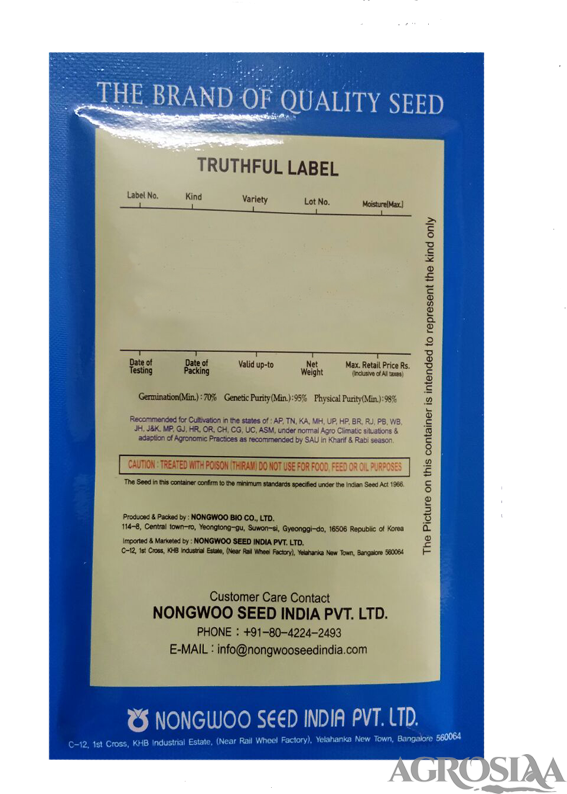 THE BRAND OF QUALITY SEED
TRUTHFUL LABEL
Label No. Kind Variety Lot No. Moisture(Max.)
Date of Testing Date of Packing Valid up-to Net Weight Max. Retail Price Rs. (Inclusive of All taxes)
Germination(Min.) : 70% Genetic Purity(Min.) : 95% Physical Purity(Min.) : 98%
Recommended for Cultivation in the states of : AP, TN, KA, MH, UP, HP, BR, RJ, PB, WB,
JH, J&K, MP, GJ, HR, OR, CH, CG, UC, ASM, under normal Agro Climatic situations &
adaption of Agronomic Practices as recommended by SAU in Kharif & Rabi season.
CAUTION : TREATED WITH POISON (THIRAM) DO NOT USE FOR FOOD, FEED OR OIL PURPOSES
The Seed in this container confirm to the minimum standards specified under the Indian Seed Act 1966.
Produced & Packed by : NONGWOO BIO CO., LTD.
114-8, Central town-ro, Yeongtong-gu, Suwon-si, Gyeonggi-do, 16506 Republic of Korea
Imported & Marketed by : NONGWOO SEED INDIA PVT. LTD.
C-12, 1st Cross, KHB Industrial Estate, (Near Rail Wheel Factory), Yelahanka New Town, Bangalore 560064
Customer Care Contact
NONGWOO SEED INDIA PVT. LTD.
PHONE : +91-80-4224-2493
E-MAIL : info@nongwooseedindia.com
The Picture on this container is intended to represent the kind only
NONGWOO SEED INDIA PVT. LTD.
C-12, 1st Cross, KHB Industrial Estate, (Near Rail Wheel Factory), Yelahanka New Town, Bangalore 560064
AGROSIAA